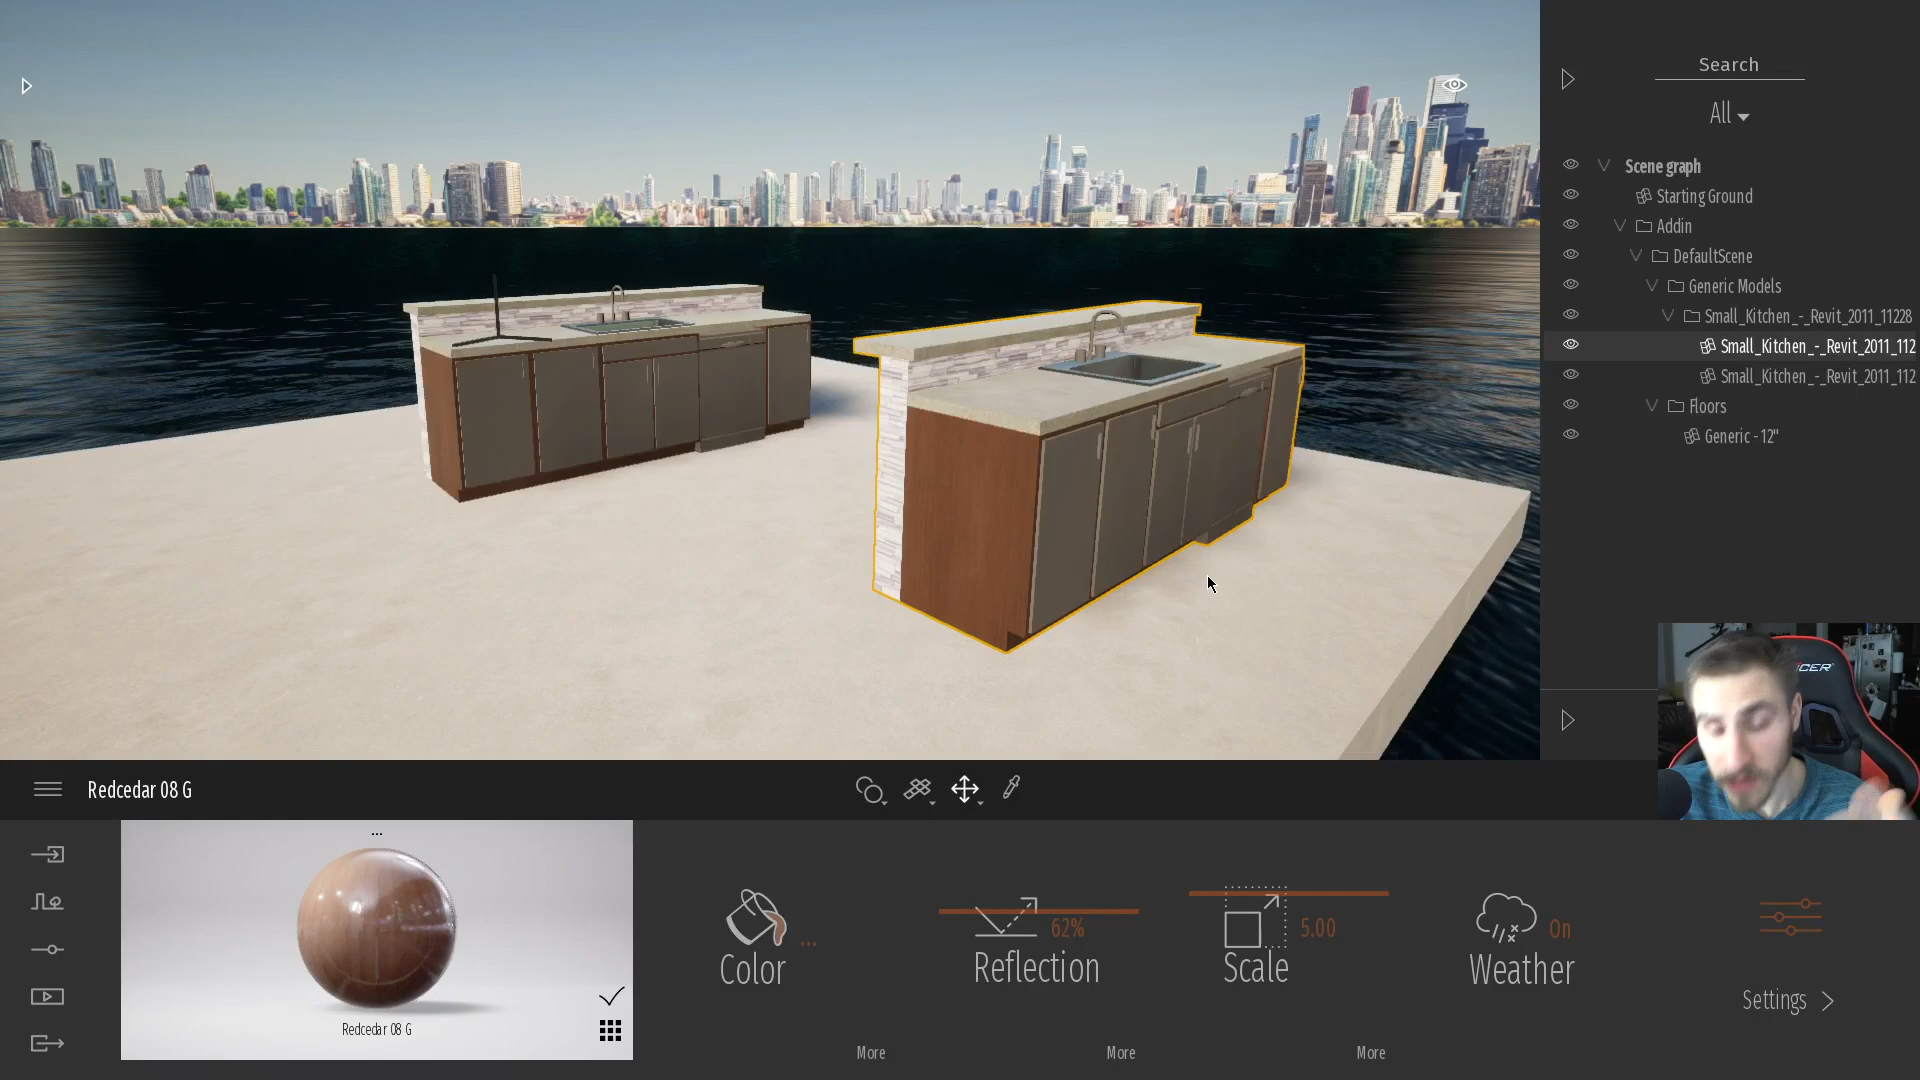 Search
All
Scene graph
Starting Ground
Addin
DefaultScene
Generic Models
Small_Kitchen_-_Revit_2011_11228
Small_Kitchen_-_Revit_2011_112
Small_Kitchen_-_Revit_2011_112
Floors
Generic - 12"
CER
Redcedar 08 G
...
Redcedar 08 G
...
Color
62%
Reflection
5,00
Scale
On
Weather
Settings
More
More
More